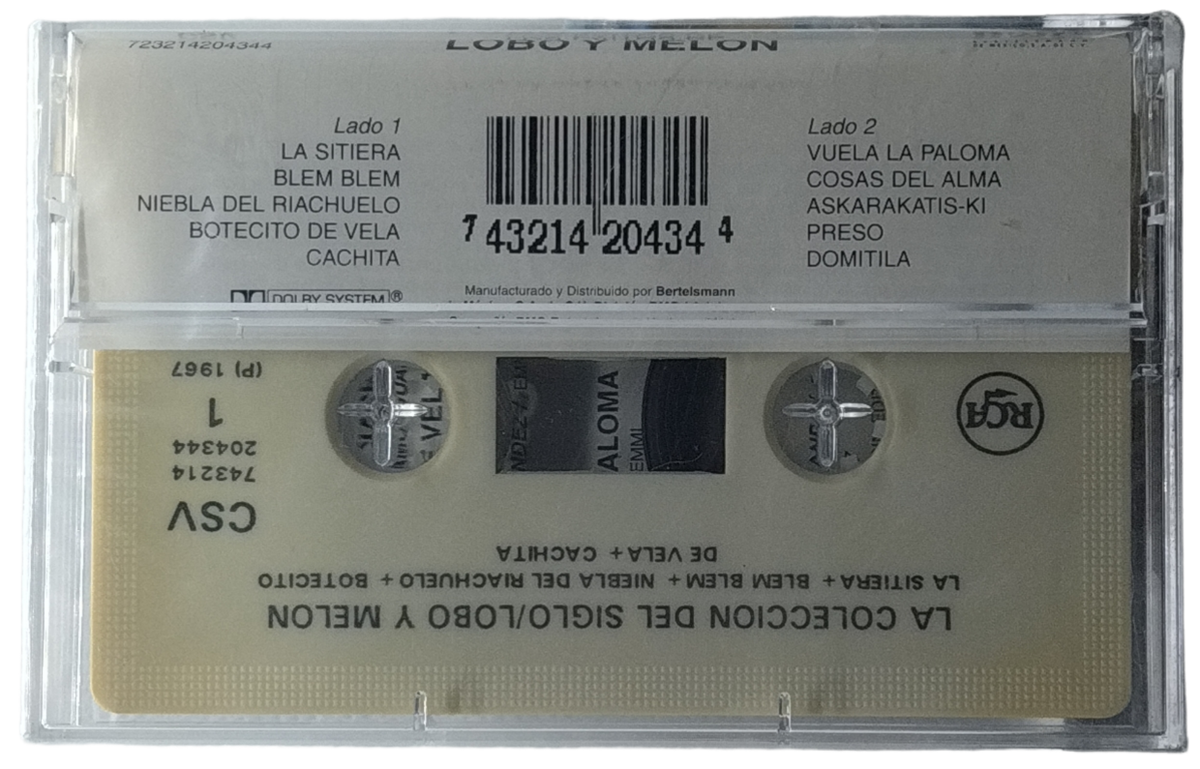 723214204344
LOBO Y MELON
Lado 1
LA SITIERA
BLEM BLEM
NIEBLA DEL RIACHUELO
BOTECITO DE VELA
CACHITA
DOLBY SYSTEM®
7 43214 20434 4
Manufacturado y Distribuido por Bertelsmann
Lado 2
VUELA LA PALOMA
COSAS DEL ALMA
ASKARAKATIS-KI
PRESO
DOMITILA
LA COLECCION DEL SIGLO/LOBO Y MELON
LA SITIERA + BLEM BLEM + NIEBLA DEL RIACHUELO + BOTECITO
DE VELA + CACHITA
CSV
743214
204344
1
(P) 1967
RCA
ALOMA
EMMI
VEL